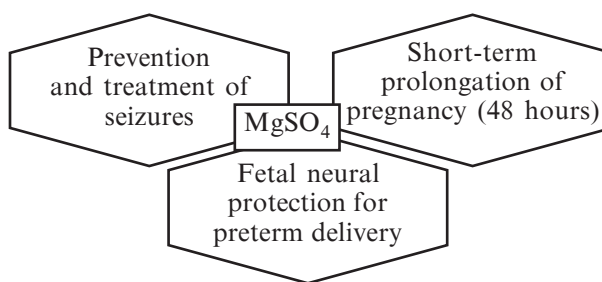 Prevention
and treatment of
seizures
Short-term
prolongation of
pregnancy (48 hours)
MgSO₄
Fetal neural
protection for
preterm delivery